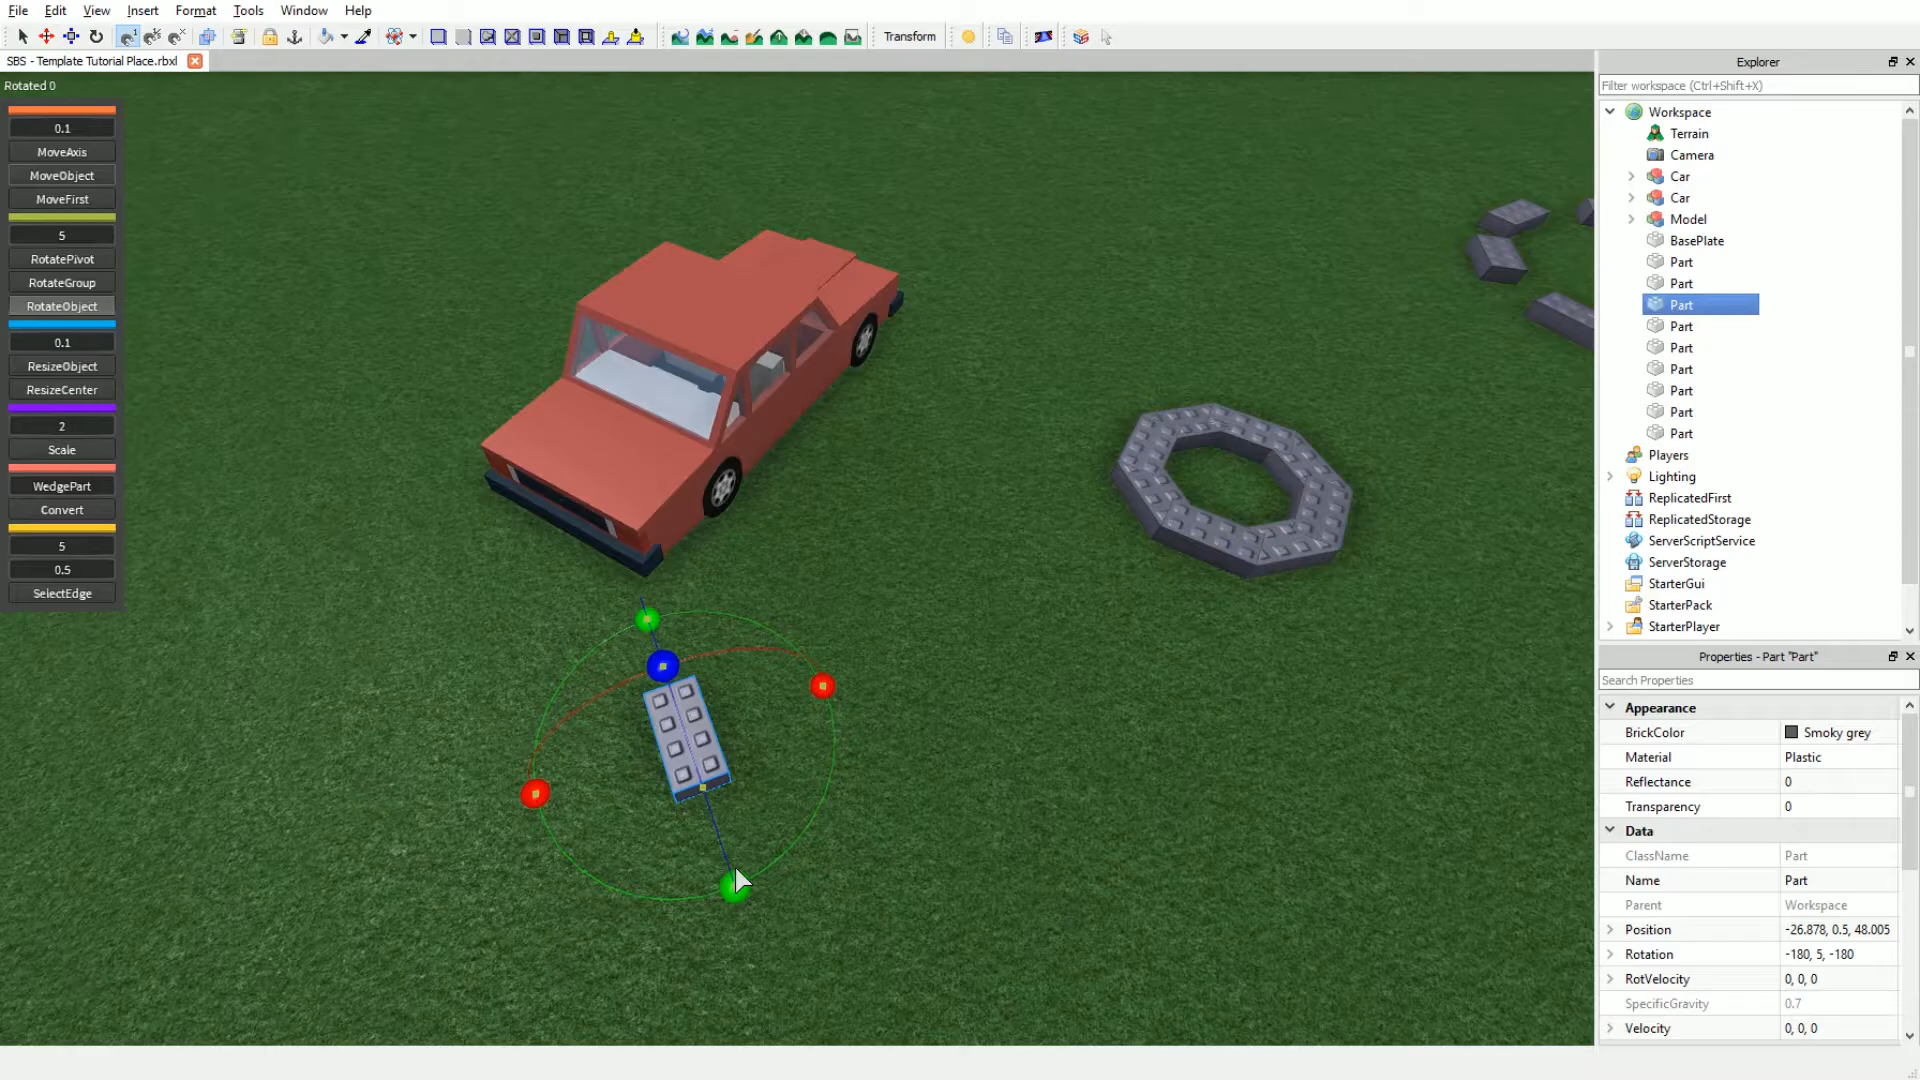 File Edit View Insert Format Tools Window Help
Transform
SBS - Template Tutorial Place.rbxl
Rotated 0
0.1
MoveAxis
MoveObject
MoveFirst
5
RotatePivot
RotateGroup
RotateObject
0.1
ResizeObject
ResizeCenter
2
Scale
WedgePart
Convert
5
0.5
SelectEdge
Explorer
Filter workspace (Ctrl+Shift+X)
Workspace
Terrain
Camera
Car
Car
Model
BasePlate
Part
Part
Part
Part
Part
Part
Part
Part
Part
Players
Lighting
ReplicatedFirst
ReplicatedStorage
ServerScriptService
ServerStorage
StarterGui
StarterPack
StarterPlayer
Properties - Part "Part"
Search Properties
Appearance
BrickColor Smoky grey
Material Plastic
Reflectance 0
Transparency 0
Data
ClassName Part
Name Part
Parent Workspace
Position -26.878, 0.5, 48.005
Rotation -180, 5, -180
RotVelocity 0, 0, 0
SpecificGravity 0.7
Velocity 0, 0, 0